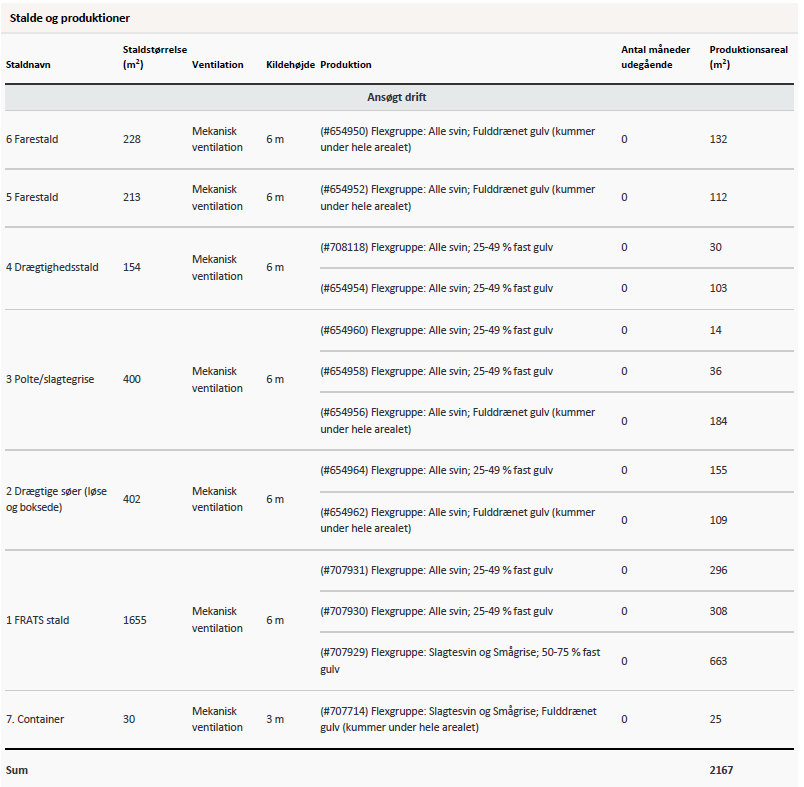 Stalde og produktioner
Staldnavn
Staldstørrelse
(m²)
Ventilation
Kildehøjde
Produktion
Antal måneder
udegående
Produktionsareal
(m²)
Ansøgt drift
6 Farestald
228
Mekanisk
ventilation
6 m
(#654950) Flexgruppe: Alle svin; Fulddrænet gulv (kummer
under hele arealet)
0
132
5 Farestald
213
Mekanisk
ventilation
6 m
(#654952) Flexgruppe: Alle svin; Fulddrænet gulv (kummer
under hele arealet)
0
112
4 Drægtighedsstald
154
Mekanisk
ventilation
6 m
(#708118) Flexgruppe: Alle svin; 25-49 % fast gulv
0
30
(#654954) Flexgruppe: Alle svin; 25-49 % fast gulv
0
103
3 Polte/slagtegrise
400
Mekanisk
ventilation
6 m
(#654960) Flexgruppe: Alle svin; 25-49 % fast gulv
0
14
(#654958) Flexgruppe: Alle svin; 25-49 % fast gulv
0
36
(#654956) Flexgruppe: Alle svin; Fulddrænet gulv (kummer
under hele arealet)
0
184
2 Drægtige søer (løse
og boksede)
402
Mekanisk
ventilation
6 m
(#654964) Flexgruppe: Alle svin; 25-49 % fast gulv
0
155
(#654962) Flexgruppe: Alle svin; Fulddrænet gulv (kummer
under hele arealet)
0
109
1 FRATS stald
1655
Mekanisk
ventilation
6 m
(#707931) Flexgruppe: Alle svin; 25-49 % fast gulv
0
296
(#707930) Flexgruppe: Alle svin; 25-49 % fast gulv
0
308
(#707929) Flexgruppe: Slagtesvin og Smågrise; 50-75 % fast
gulv
0
663
7. Container
30
Mekanisk
ventilation
3 m
(#707714) Flexgruppe: Slagtesvin og Smågrise; Fulddrænet
gulv (kummer under hele arealet)
0
25
Sum
2167